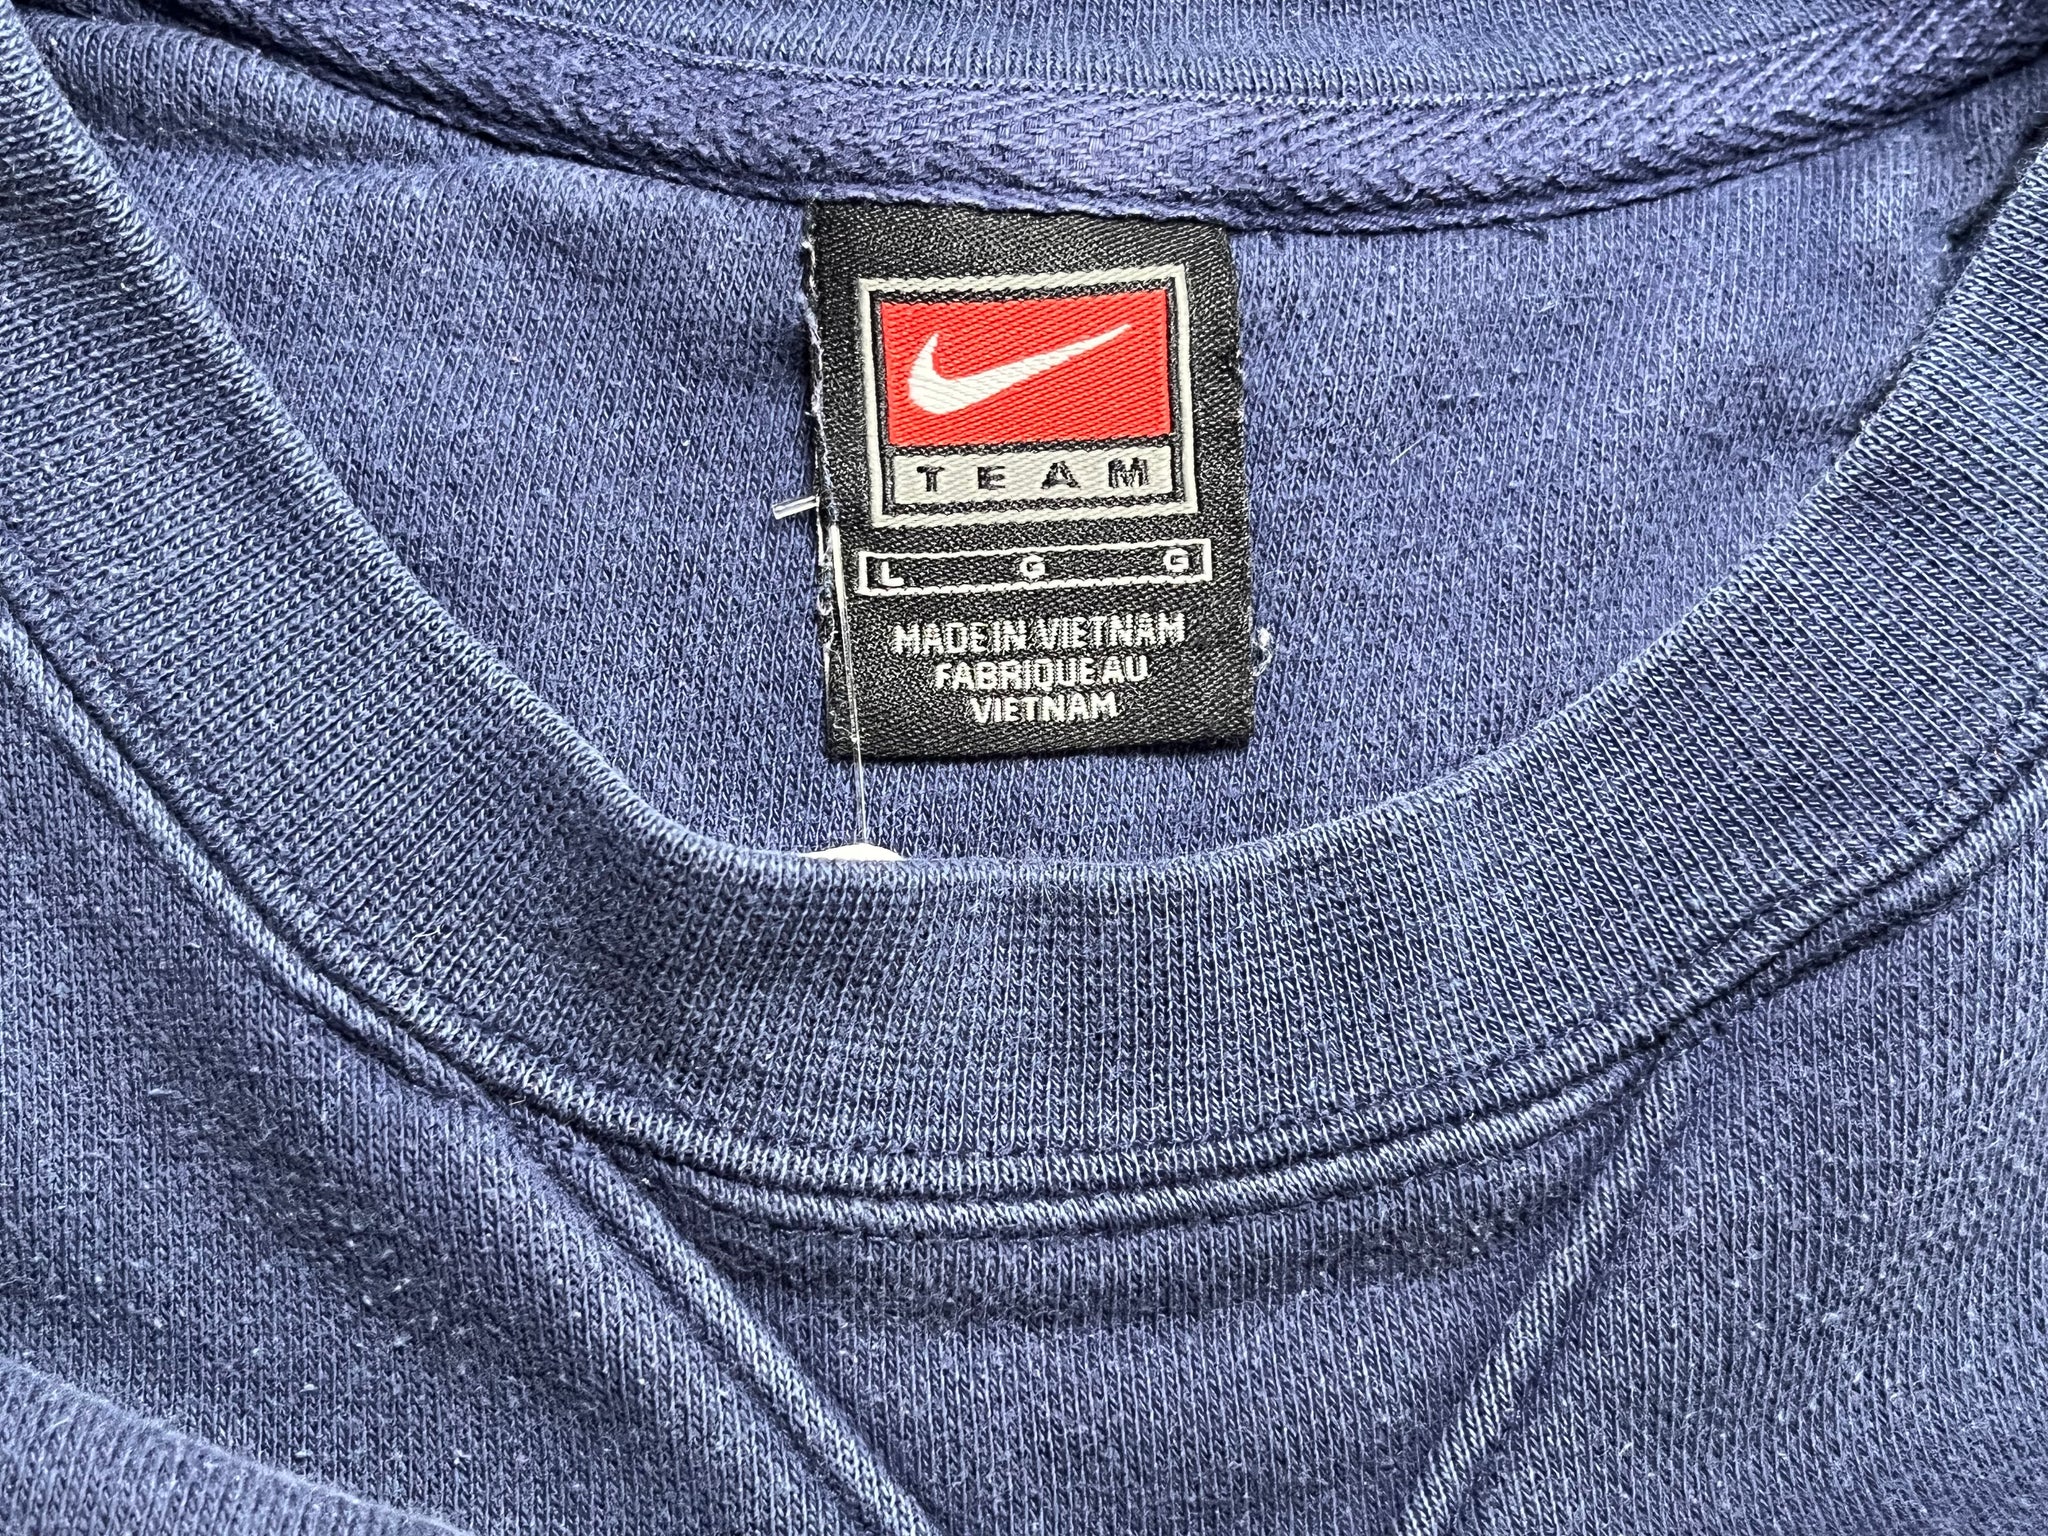 TEAM
L G G
MADE IN VIETNAM
FABRIQUE AU
VIETNAM